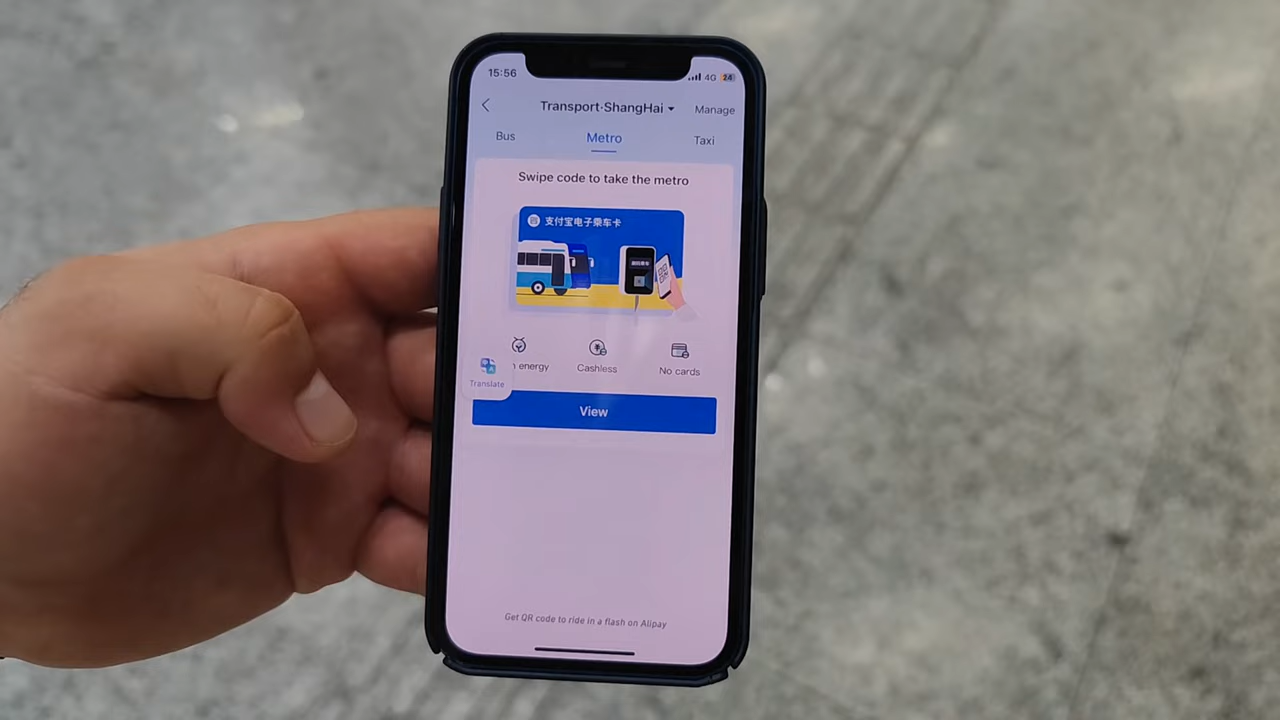 15:56
4G 24
Transport·ShangHai
Manage
Bus
Metro
Taxi
Swipe code to take the metro
支付宝电子乘车卡
energy
Cashless
No cards
Translate
View
Get QR code to ride in a flash on Alipay